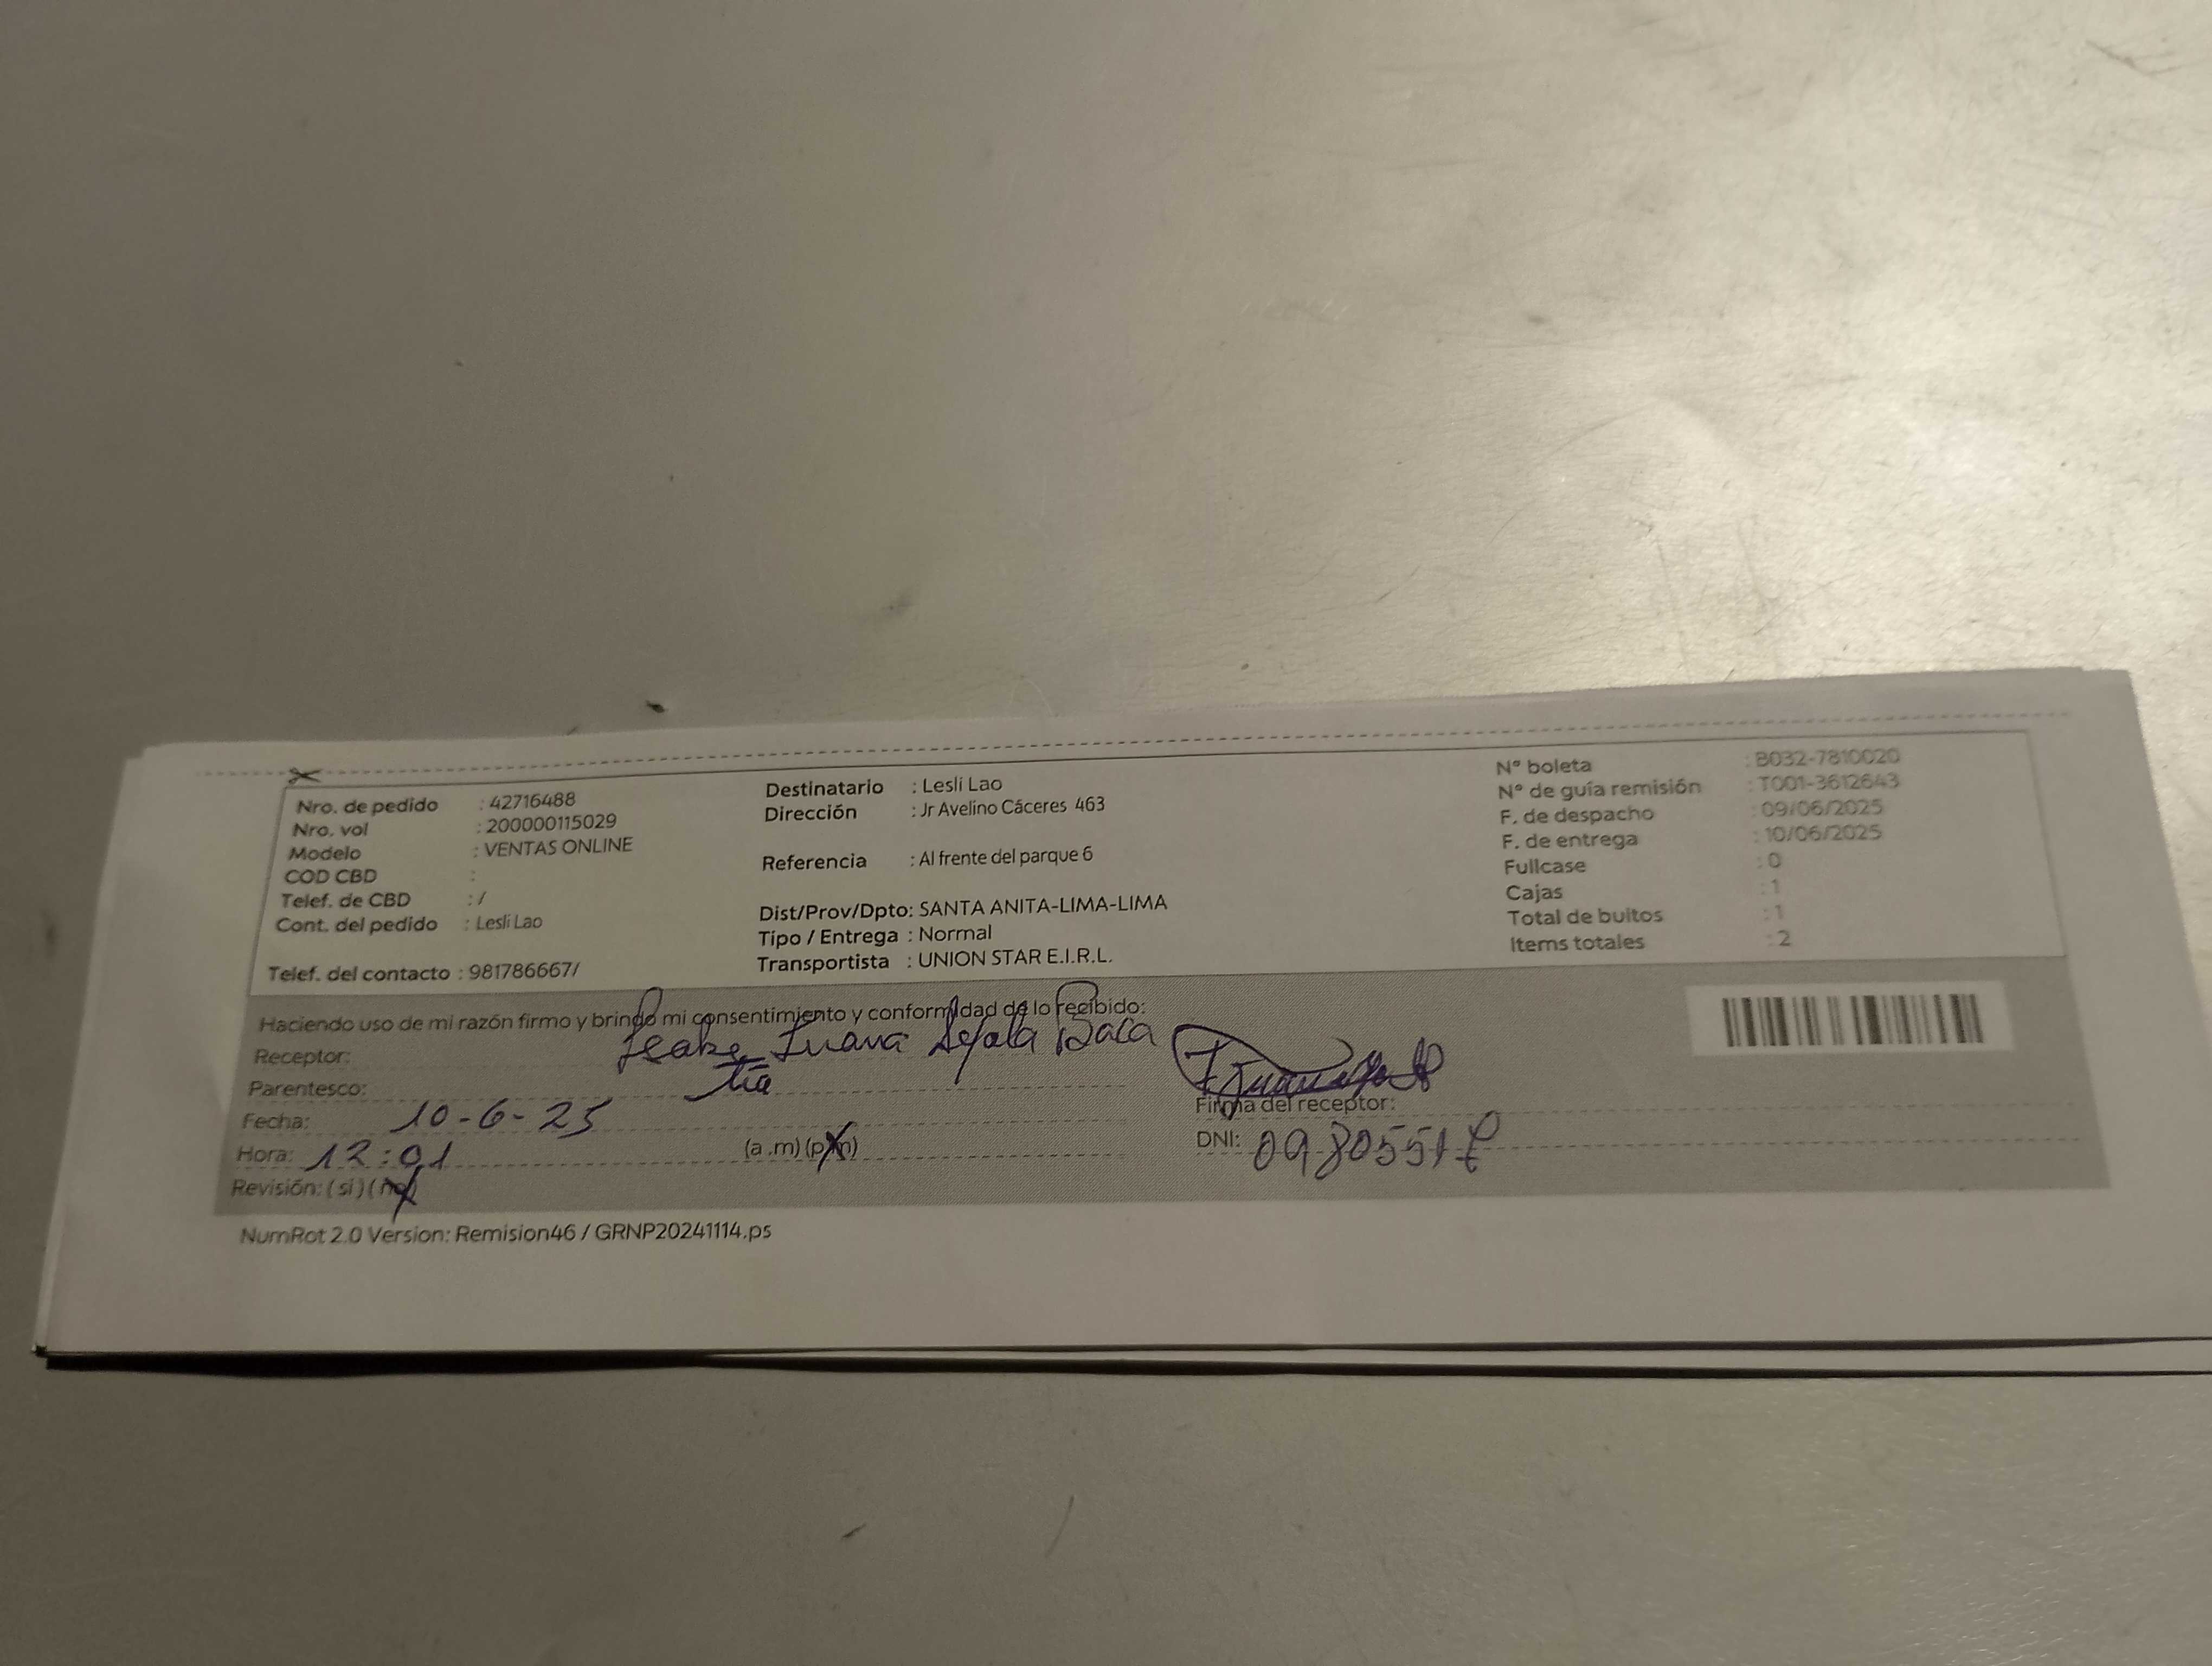 Nro. de pedido : 42716488
Nro. vol : 200000115029
Modelo : VENTAS ONLINE
COD CBD :
Telef. de CBD : /
Cont. del pedido : Lesli Lao
Telef. del contacto : 981786667/
Destinatario : Lesli Lao
Dirección : Jr Avelino Cáceres 463
Referencia : Al frente del parque 6
Dist/Prov/Dpto: SANTA ANITA-LIMA-LIMA
Tipo / Entrega : Normal
Transportista : UNION STAR E.I.R.L.
N° boleta : B032-7810020
N° de guía remisión : T001-3612643
F. de despacho : 09/06/2025
F. de entrega : 10/06/2025
Fullcase : 0
Cajas : 1
Total de bultos : 1
Items totales : 2
Haciendo uso de mi razón firmo y brindo mi consentimiento y conformidad de lo recibido:
Receptor: Juana Baca
Parentesco: tía
Fecha: 10-6-25
Hora: 12:01 (a.m) (p.m)
Revisión: (si) (no)
Firma del receptor:
DNI:
NumRot 2.0 Version: Remision46 / GRNP20241114.ps